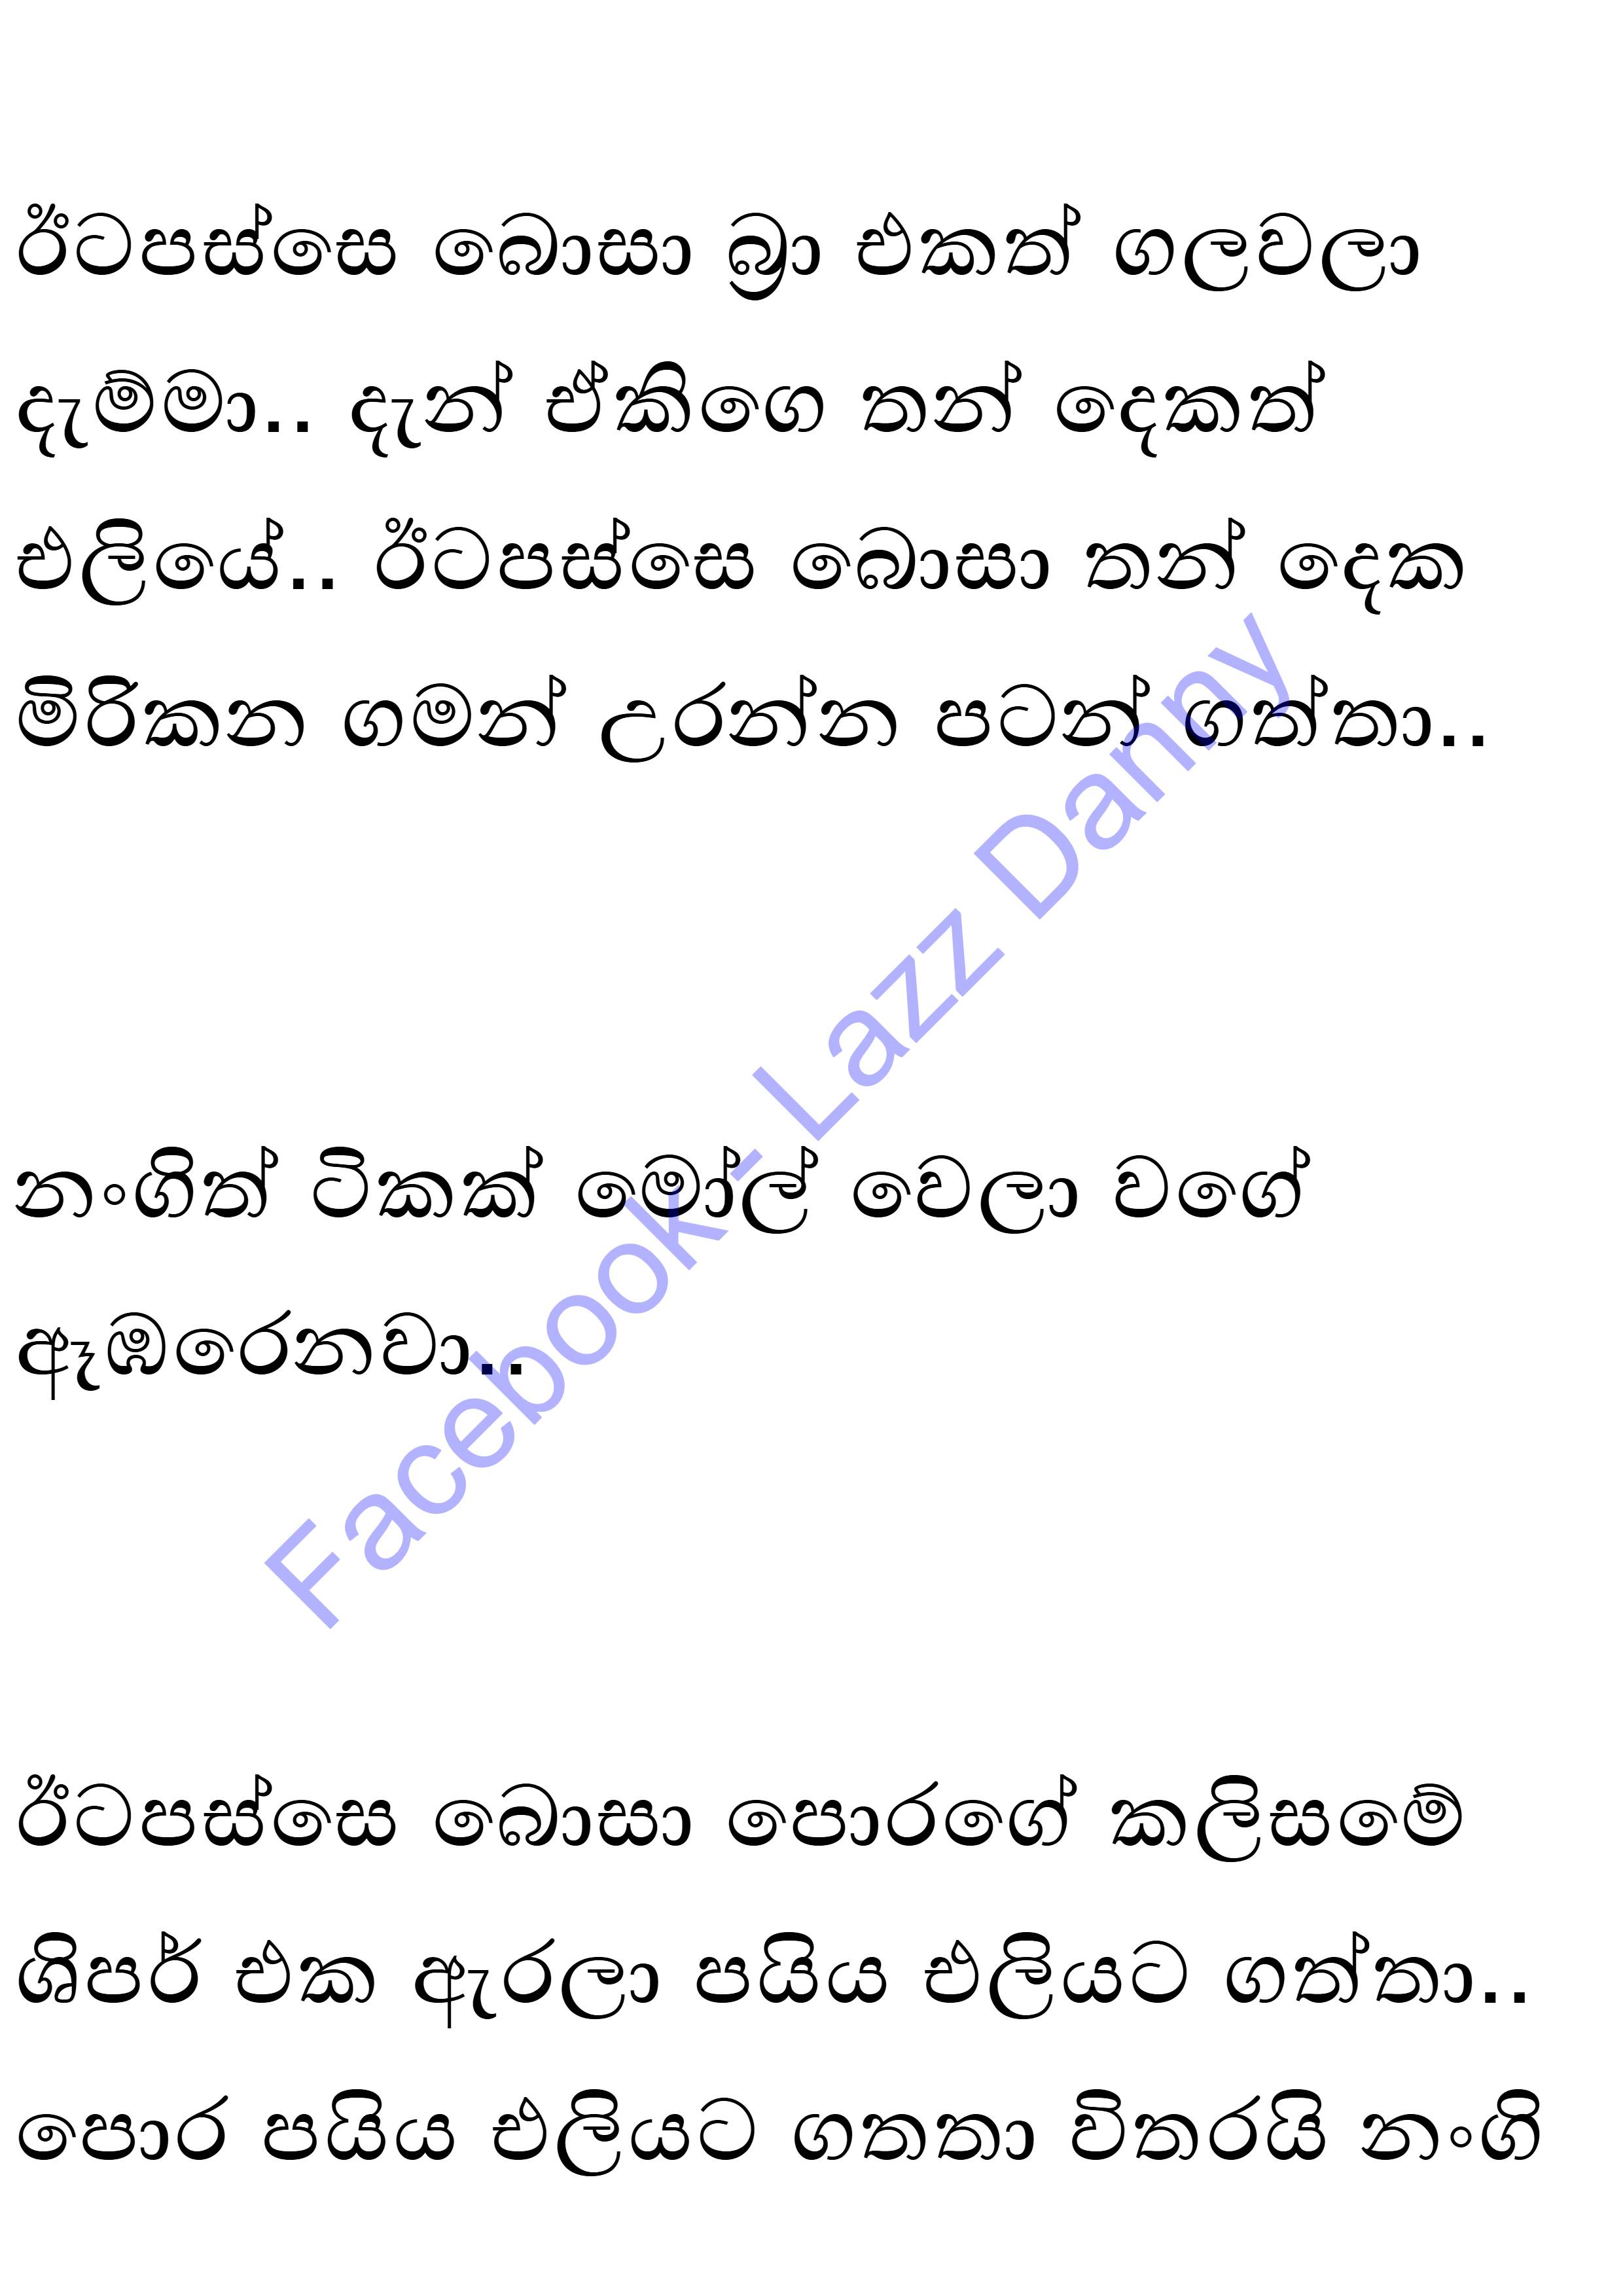 ඊටපස්සෙ බොසා බ්‍රා එකත් ගලවලා
දැම්මා.. දැන් ඒකිගෙ තන් දෙකත්
එලියේ.. ඊටපස්සෙ බොසා තන් දෙක
මිරිකන ගමන් උරන්න පටන් ගත්තා..
නංගිත් ටිකක් මෝල් වෙලා වගේ
ඇඹරෙනවා..
ඊටපස්සෙ බොසා පොරගේ කලිසමේ
ශිපර් එක ඇරලා පයිය එලියට ගත්තා..
පොර පයිය එලියට ගතතා විතරයි නංගි
Facebook - Lazz Danny